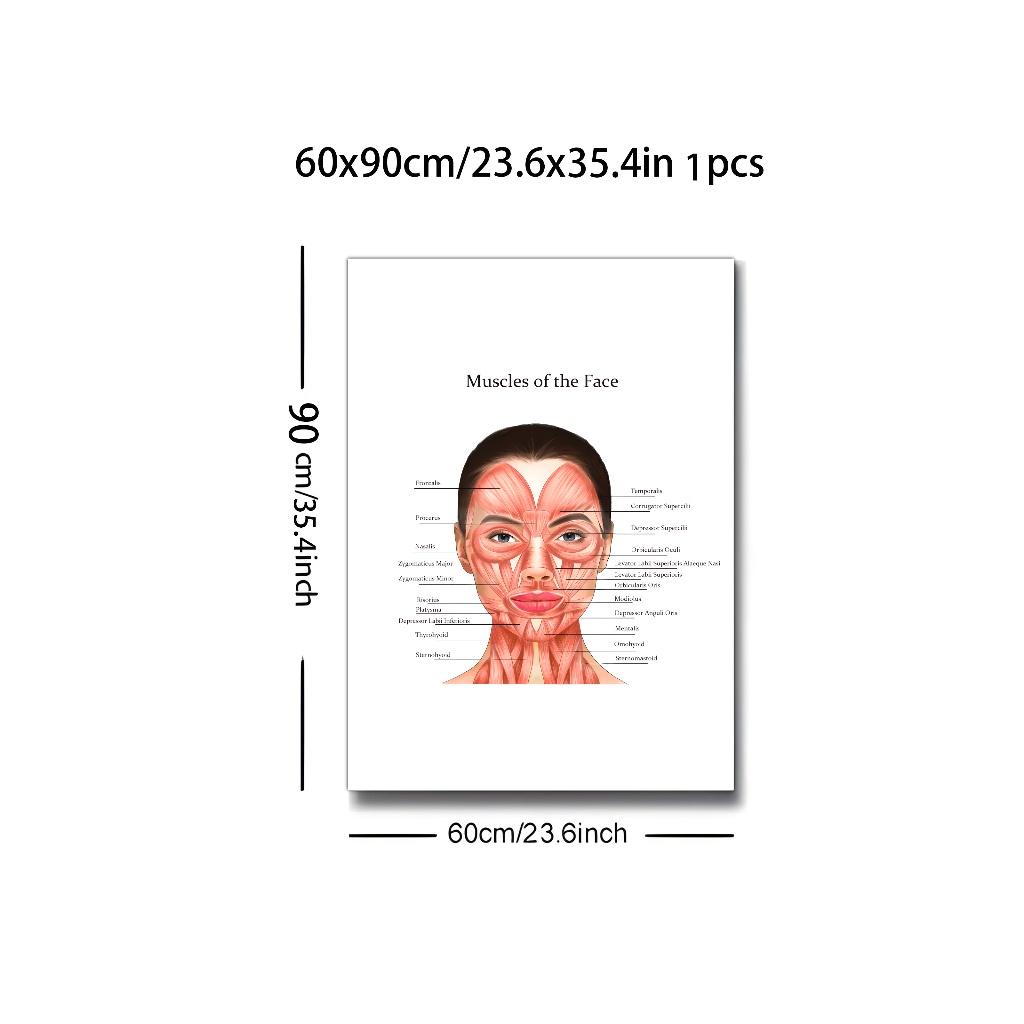 60x90cm/23.6x35.4in 1pcs
90 cm/35.4inch
Muscles of the Face
Frontalis
Procerus
Nasalis
Zygomaticus Major
Zygomaticus Minor
Risorius
Platysma
Depressor Labii Inferioris
Thyrohyoid
Sternohyoid
Temporalis
Corrugator Supercili
Depressor Supercilii
Orbicularis Oculi
Levator Labii Superioris Alaeque Nasi
Levator Labii Superioris
Orbicularis Oris
Modiolus
Depressor Anguli Oris
Mentalis
Omohyoid
Sternomastoid
60cm/23.6inch